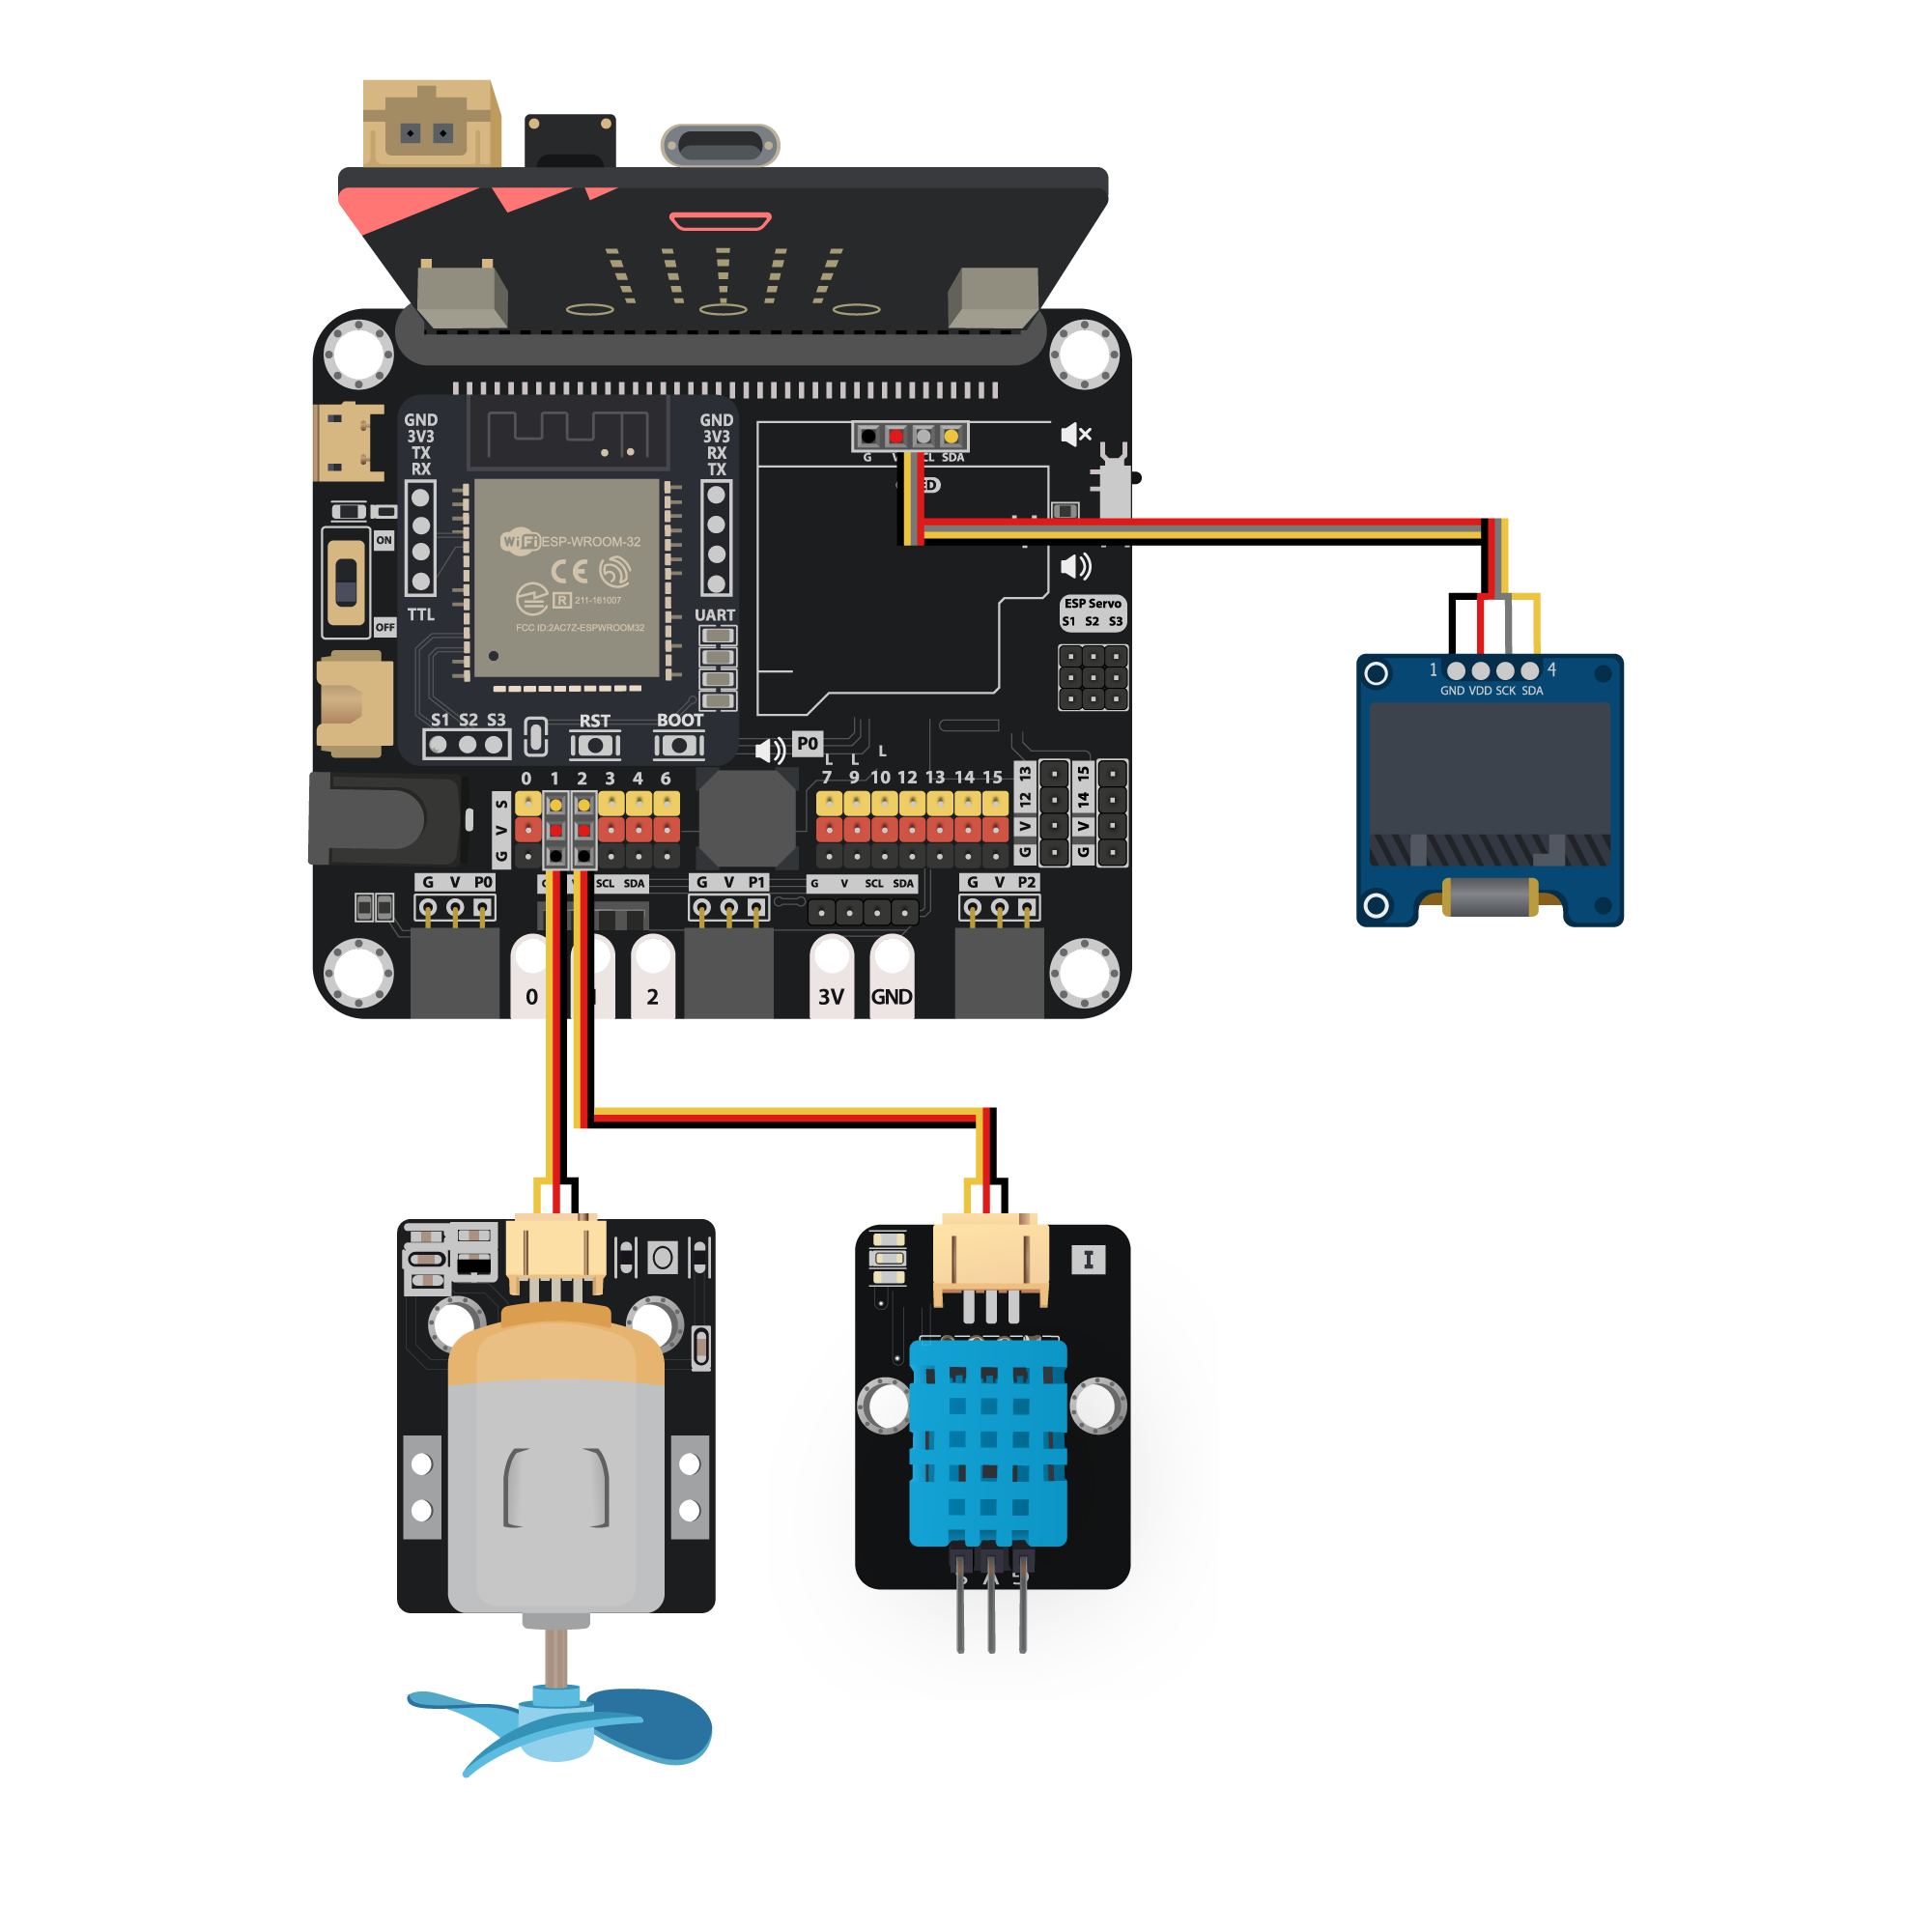 GND
3V3
TX
RX
GND
3V3
RX
TX
G
SDA
ON
OFF
WiFi ESP-WROOM-32
CE
R 211-161007
FCC ID:2AC7Z-ESPWROOM32
TTL
UART
ESP Servo
S1 S2 S3
1 4
GND VDD SCK SDA
S1 S2 S3
RST
BOOT
P0
L L L
0 1 2 3 4 6
7 9 10 12 13 14 15
S
V
G
13
12
V
G
15
14
V
G
G V P0
SCL SDA
G V P1
G V SCL SDA
G V P2
0
2
3V
GND
I